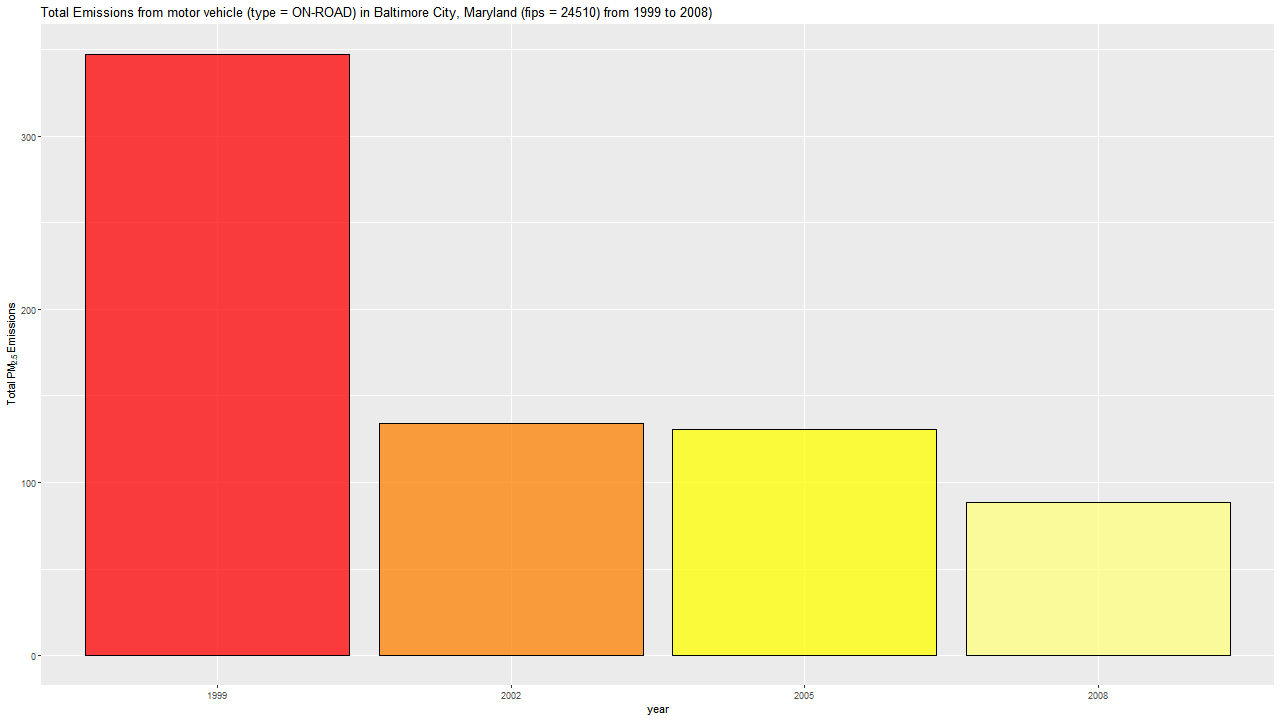 Total Emissions from motor vehicle (type = ON-ROAD) in Baltimore City, Maryland (fips = 24510) from 1999 to 2008)
Total PM2.5 Emissions
300
200
100
0
1999 2002 2005 2008
year